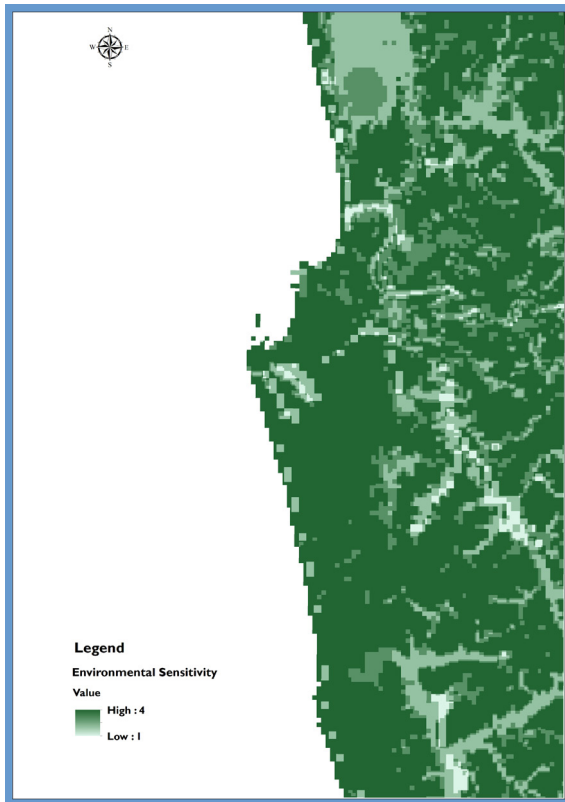 N
W E
S
Legend
Environmental Sensitivity
Value
High : 4
Low : 1